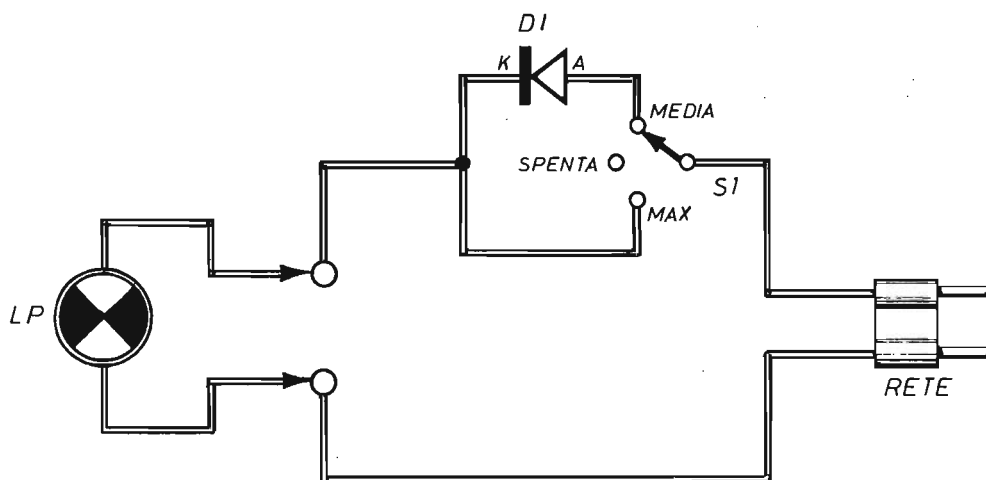 D1
K A
MEDIA
SPENTA
S1
MAX
LP
RETE